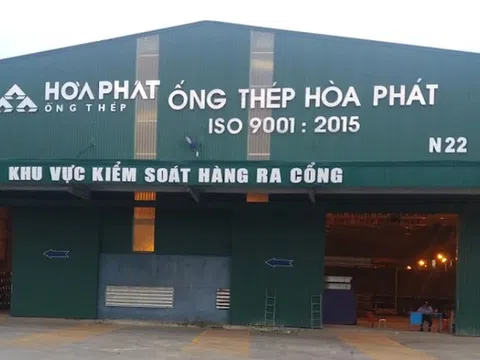 HÒA PHÁT
ỐNG THÉP
ỐNG THÉP HÒA PHÁT
ISO 9001 : 2015
N22
KHU VỰC KIỂM SOÁT HÀNG RA CỔNG